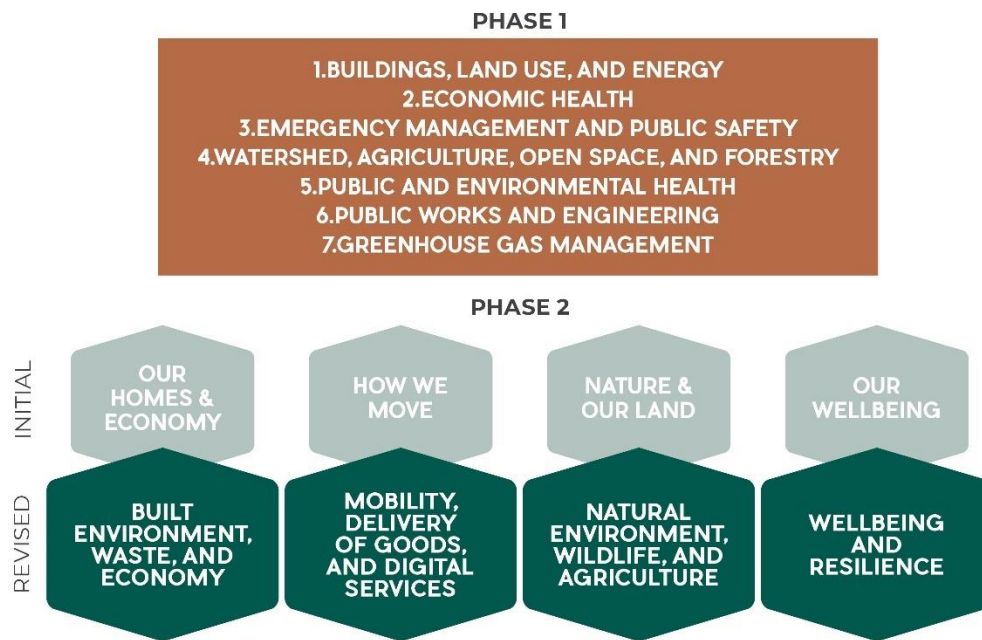 PHASE 1
1.BUILDINGS, LAND USE, AND ENERGY
2.ECONOMIC HEALTH
3.EMERGENCY MANAGEMENT AND PUBLIC SAFETY
4.WATERSHED, AGRICULTURE, OPEN SPACE, AND FORESTRY
5.PUBLIC AND ENVIRONMENTAL HEALTH
6.PUBLIC WORKS AND ENGINEERING
7.GREENHOUSE GAS MANAGEMENT
PHASE 2
INITIAL
OUR
HOMES &
ECONOMY
HOW WE
MOVE
NATURE &
OUR LAND
OUR
WELLBEING
REVISED
BUILT
ENVIRONMENT,
WASTE, AND
ECONOMY
MOBILITY,
DELIVERY
OF GOODS,
AND DIGITAL
SERVICES
NATURAL
ENVIRONMENT,
WILDLIFE, AND
AGRICULTURE
WELLBEING
AND
RESILIENCE